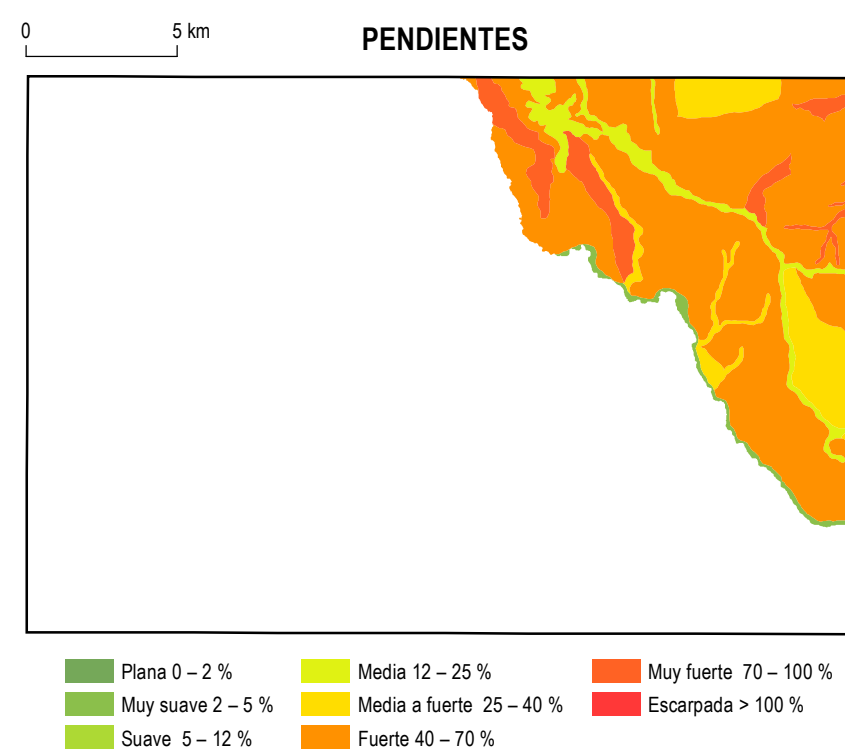 0 5 km
PENDIENTES
Plana 0 – 2 %
Muy suave 2 – 5 %
Suave 5 – 12 %
Media 12 – 25 %
Media a fuerte 25 – 40 %
Fuerte 40 – 70 %
Muy fuerte 70 – 100 %
Escarpada > 100 %